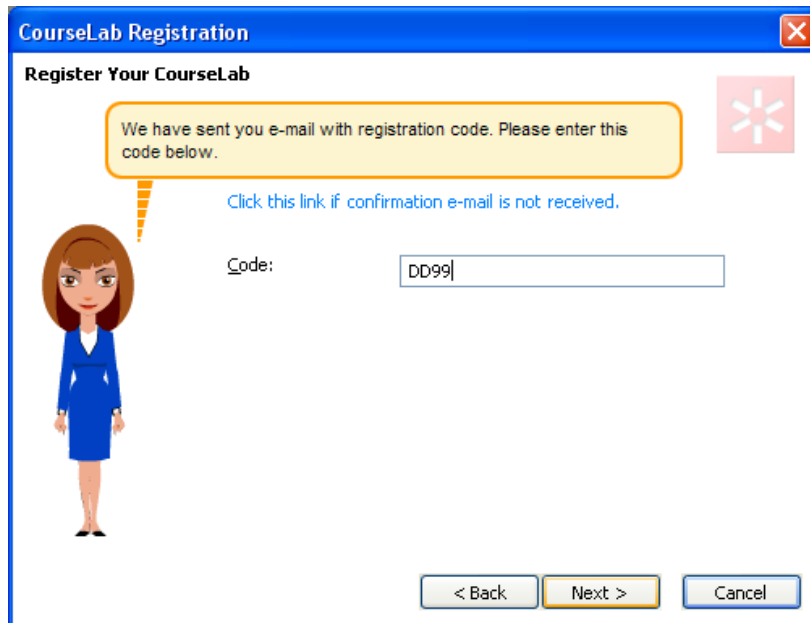 CourseLab Registration
Register Your CourseLab
We have sent you e-mail with registration code. Please enter this
code below.
Click this link if confirmation e-mail is not received.
Code:
DD99
< Back
Next >
Cancel